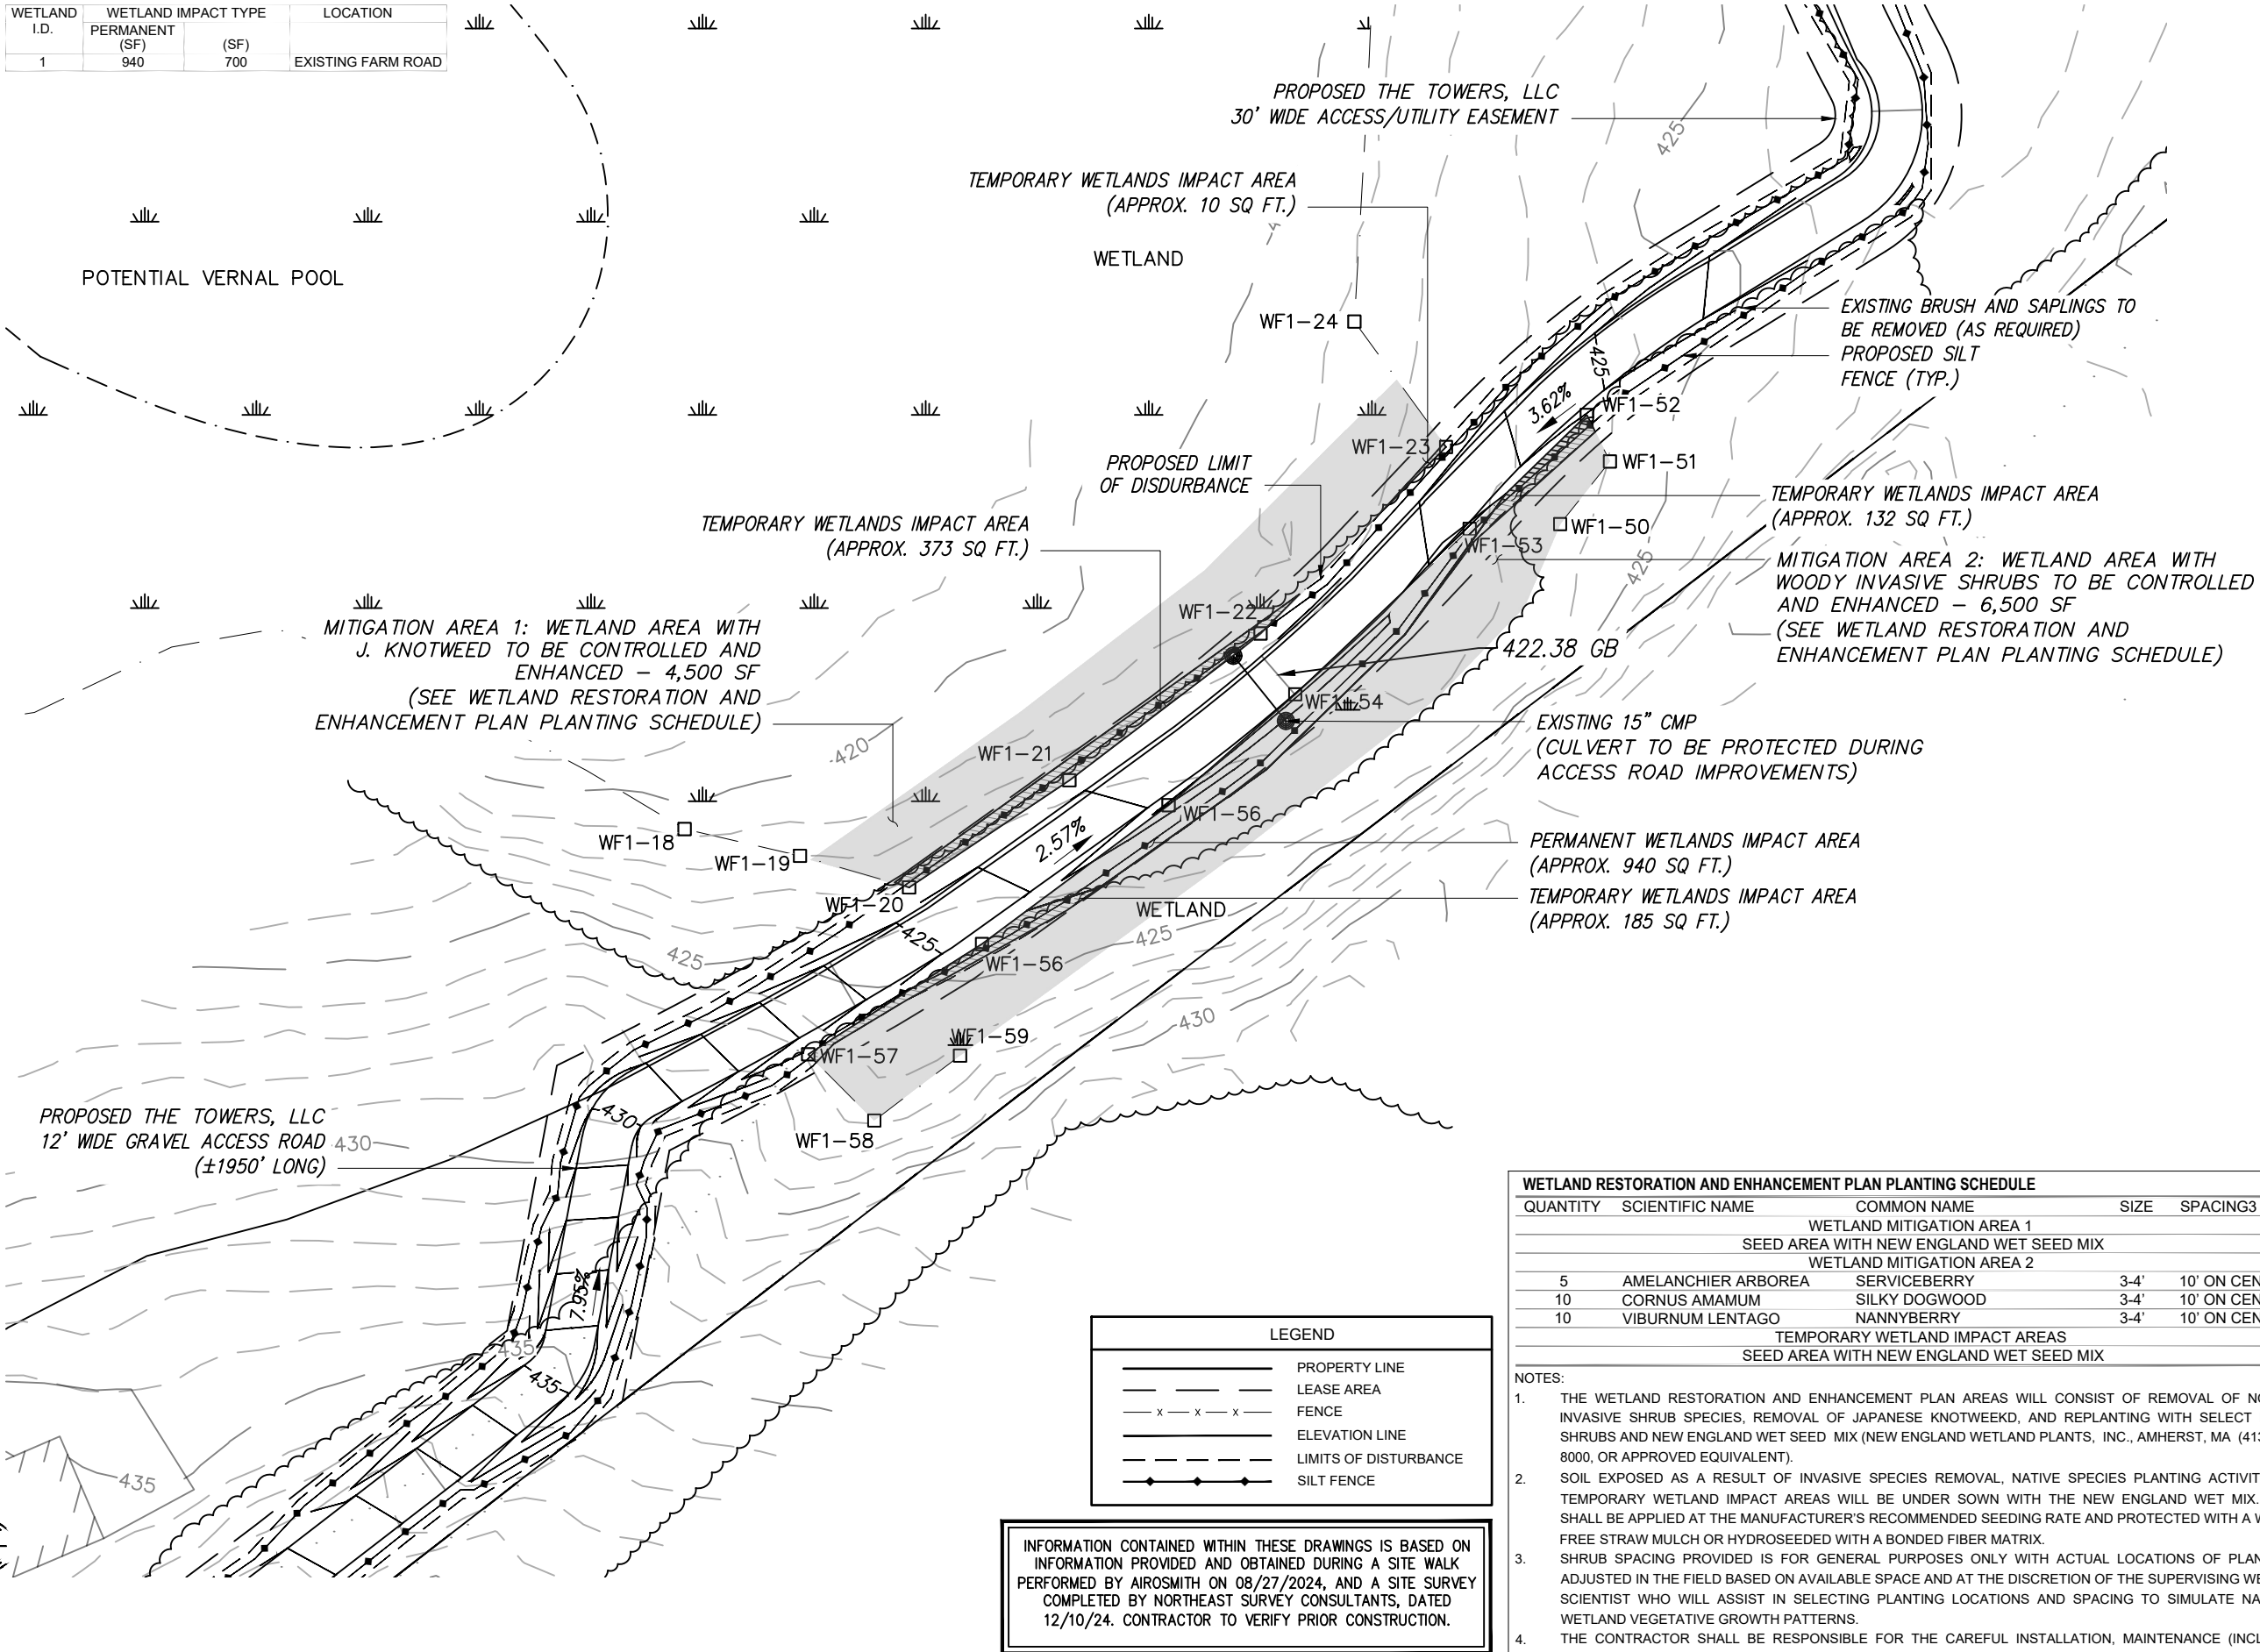 WETLAND I.D. WETLAND IMPACT TYPE LOCATION
PERMANENT (SF) (SF)
1 940 700 EXISTING FARM ROAD
PROPOSED THE TOWERS, LLC
30' WIDE ACCESS/UTILITY EASEMENT
425
TEMPORARY WETLANDS IMPACT AREA
(APPROX. 10 SQ FT.)
WETLAND
POTENTIAL VERNAL POOL
WF1-24
EXISTING BRUSH AND SAPLINGS TO
BE REMOVED (AS REQUIRED)
PROPOSED SILT
FENCE (TYP.)
425
3.62%
WF1-52
WF1-23
WF1-51
PROPOSED LIMIT
OF DISDURBANCE
TEMPORARY WETLANDS IMPACT AREA
(APPROX. 132 SQ FT.)
TEMPORARY WETLANDS IMPACT AREA
(APPROX. 373 SQ FT.)
WF1-50
WF1-53
425
MITIGATION AREA 2: WETLAND AREA WITH
WOODY INVASIVE SHRUBS TO BE CONTROLLED
AND ENHANCED – 6,500 SF
(SEE WETLAND RESTORATION AND
ENHANCEMENT PLAN PLANTING SCHEDULE)
WF1-22
MITIGATION AREA 1: WETLAND AREA WITH
J. KNOTWEED TO BE CONTROLLED AND
ENHANCED – 4,500 SF
(SEE WETLAND RESTORATION AND
ENHANCEMENT PLAN PLANTING SCHEDULE)
422.38 GB
WF1-54
EXISTING 15" CMP
(CULVERT TO BE PROTECTED DURING
ACCESS ROAD IMPROVEMENTS)
420
WF1-21
WF1-56
WF1-18
WF1-19
2.57%
PERMANENT WETLANDS IMPACT AREA
(APPROX. 940 SQ FT.)
WF1-20
TEMPORARY WETLANDS IMPACT AREA
(APPROX. 185 SQ FT.)
WETLAND
425
425
425
WF1-56
430
WF1-59
WF1-57
PROPOSED THE TOWERS, LLC
12' WIDE GRAVEL ACCESS ROAD
(±1950' LONG)
430
430
WF1-58
7.95%
435
435
435
WETLAND RESTORATION AND ENHANCEMENT PLAN PLANTING SCHEDULE
QUANTITY SCIENTIFIC NAME COMMON NAME SIZE SPACING3
WETLAND MITIGATION AREA 1
SEED AREA WITH NEW ENGLAND WET SEED MIX
WETLAND MITIGATION AREA 2
5 AMELANCHIER ARBOREA SERVICEBERRY 3-4' 10' ON CEN
10 CORNUS AMAMUM SILKY DOGWOOD 3-4' 10' ON CEN
10 VIBURNUM LENTAGO NANNYBERRY 3-4' 10' ON CEN
TEMPORARY WETLAND IMPACT AREAS
SEED AREA WITH NEW ENGLAND WET SEED MIX
NOTES:
1. THE WETLAND RESTORATION AND ENHANCEMENT PLAN AREAS WILL CONSIST OF REMOVAL OF
INVASIVE SHRUB SPECIES, REMOVAL OF JAPANESE KNOTWEEKD, AND REPLANTING WITH SELECT
SHRUBS AND NEW ENGLAND WET SEED MIX (NEW ENGLAND WETLAND PLANTS, INC., AMHERST, MA (413
8000, OR APPROVED EQUIVALENT).
2. SOIL EXPOSED AS A RESULT OF INVASIVE SPECIES REMOVAL, NATIVE SPECIES PLANTING ACTIVIT
TEMPORARY WETLAND IMPACT AREAS WILL BE UNDER SOWN WITH THE NEW ENGLAND WET MIX.
SHALL BE APPLIED AT THE MANUFACTURER'S RECOMMENDED SEEDING RATE AND PROTECTED WITH A
FREE STRAW MULCH OR HYDROSEEDED WITH A BONDED FIBER MATRIX.
3. SHRUB SPACING PROVIDED IS FOR GENERAL PURPOSES ONLY WITH ACTUAL LOCATIONS OF PLAN
ADJUSTED IN THE FIELD BASED ON AVAILABLE SPACE AND AT THE DISCRETION OF THE SUPERVISING WE
SCIENTIST WHO WILL ASSIST IN SELECTING PLANTING LOCATIONS AND SPACING TO SIMULATE NA
WETLAND VEGETATIVE GROWTH PATTERNS.
4. THE CONTRACTOR SHALL BE RESPONSIBLE FOR THE CAREFUL INSTALLATION, MAINTENANCE (INCL
LEGEND
PROPERTY LINE
LEASE AREA
X X X FENCE
ELEVATION LINE
LIMITS OF DISTURBANCE
SILT FENCE
INFORMATION CONTAINED WITHIN THESE DRAWINGS IS BASED ON
INFORMATION PROVIDED AND OBTAINED DURING A SITE WALK
PERFORMED BY AIROSMITH ON 08/27/2024, AND A SITE SURVEY
COMPLETED BY NORTHEAST SURVEY CONSULTANTS, DATED
12/10/24. CONTRACTOR TO VERIFY PRIOR CONSTRUCTION.